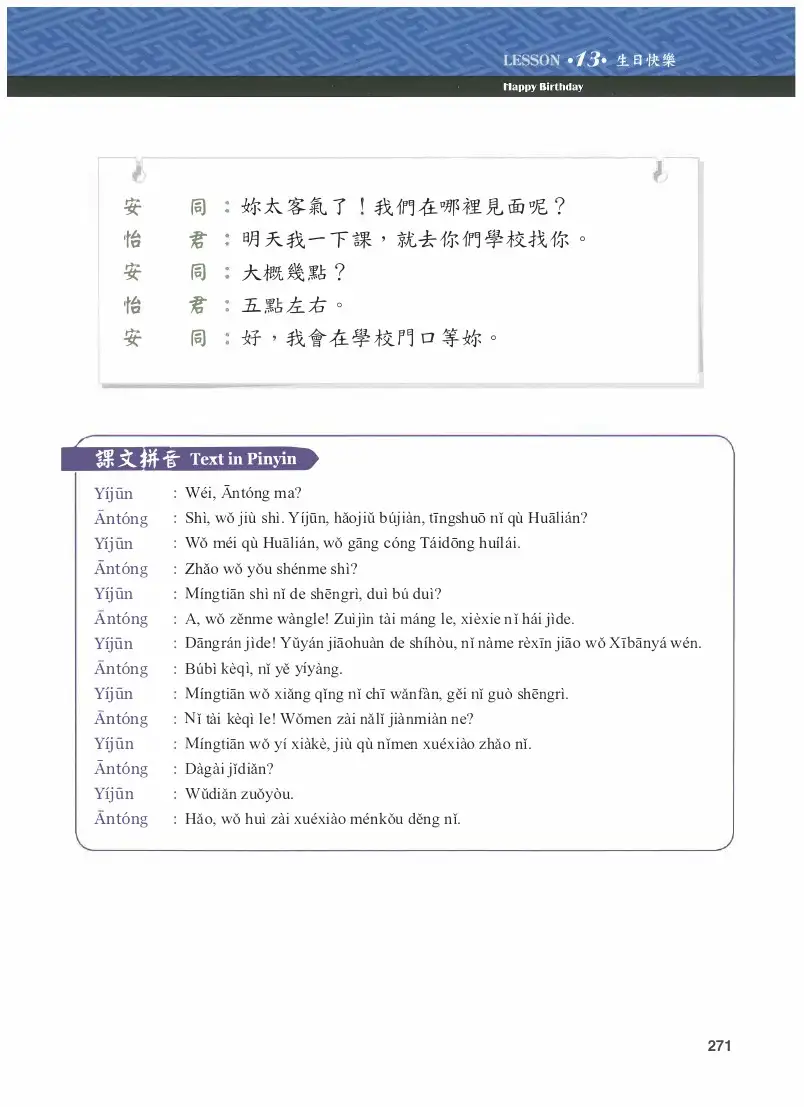 LESSON •13• 生日快樂
Happy Birthday
安 同：妳太客氣了！我們在哪裡見面呢？
怡 君：明天我一下課，就去你們學校找你。
安 同：大概幾點？
怡 君：五點左右。
安 同：好，我會在學校門口等妳。
課文拼音 Text in Pinyin
Yíjūn : Wéi, Āntóng ma?
Āntóng : Shì, wǒ jiù shì. Yíjūn, hǎojiǔ bújiàn, tīngshuō nǐ qù Huālián?
Yíjūn : Wǒ méi qù Huālián, wǒ gāng cóng Táidōng huílái.
Āntóng : Zhǎo wǒ yǒu shénme shì?
Yíjūn : Míngtiān shì nǐ de shēngrì, duì bú duì?
Āntóng : A, wǒ zěnme wàngle! Zuìjìn tài máng le, xièxie nǐ hái jìde.
Yíjūn : Dāngrán jìde! Yǔyán jiāohuàn de shíhòu, nǐ nàme rèxīn jiāo wǒ Xībānyá wén.
Āntóng : Búbì kèqì, nǐ yě yíyàng.
Yíjūn : Míngtiān wǒ xiǎng qǐng nǐ chī wǎnfàn, gěi nǐ guò shēngrì.
Āntóng : Nǐ tài kèqì le! Wǒmen zài nǎlǐ jiànmiàn ne?
Yíjūn : Míngtiān wǒ yí xiàkè, jiù qù nǐmen xuéxiào zhǎo nǐ.
Āntóng : Dàgài jǐdiǎn?
Yíjūn : Wǔdiǎn zuǒyòu.
Āntóng : Hǎo, wǒ huì zài xuéxiào ménkǒu děng nǐ.
271